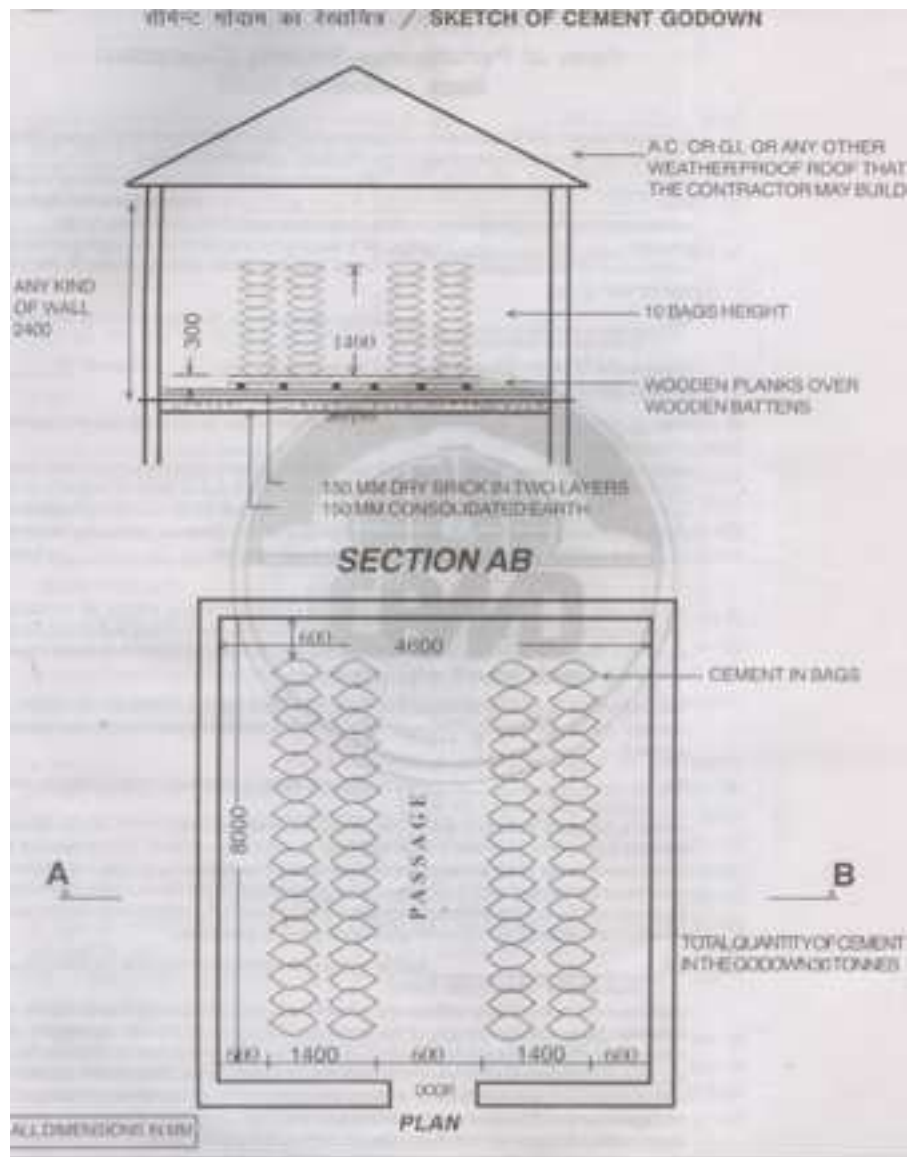 सीमेन्ट गोदाम का रेखाचित्र / SKETCH OF CEMENT GODOWN
A.C. OR G.I. OR ANY OTHER
WEATHER PROOF ROOF THAT
THE CONTRACTOR MAY BUILD
ANY KIND
OF WALL
2400
300
1400
10 BAGS HEIGHT
WOODEN PLANKS OVER
WOODEN BATTENS
150 MM DRY BRICK IN TWO LAYERS
150 MM CONSOLIDATED EARTH
SECTION AB
600
4600
CEMENT IN BAGS
8000
PASSAGE
A
B
TOTAL QUANTITY OF CEMENT
IN THE GODOWN 30 TONNES
600 1400 600 1400 600
DOOR
PLAN
ALL DIMENSIONS IN MM